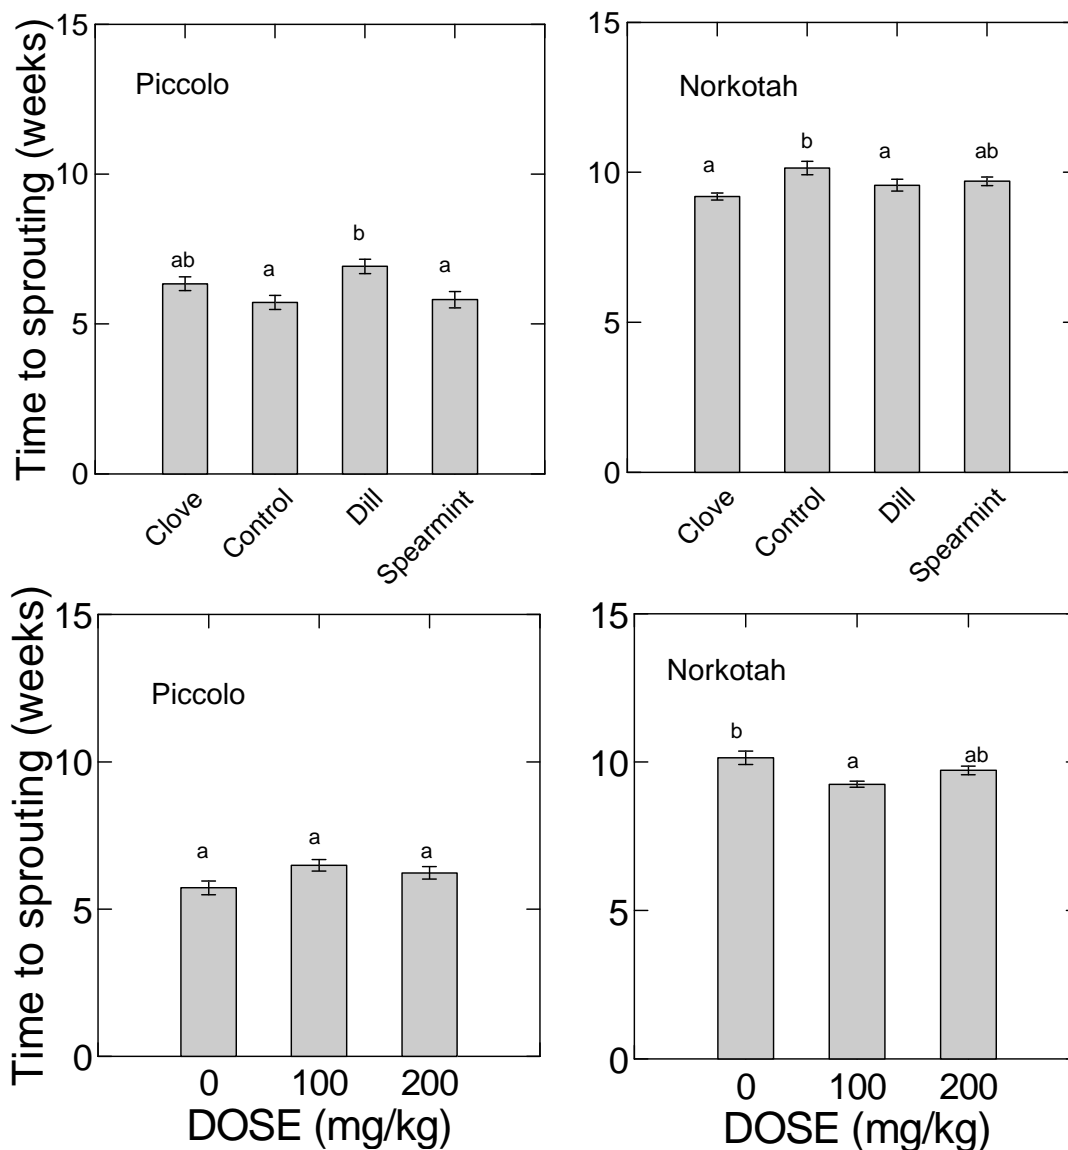 Time to sprouting (weeks)
15
10
5
0
Piccolo
ab
a
b
a
Clove
Control
Dill
Spearmint
15
10
5
0
Norkotah
a
b
a
ab
Clove
Control
Dill
Spearmint
Time to sprouting (weeks)
15
10
5
0
Piccolo
a
a
a
0 100 200
DOSE (mg/kg)
15
10
5
0
Norkotah
b
a
ab
0 100 200
DOSE (mg/kg)